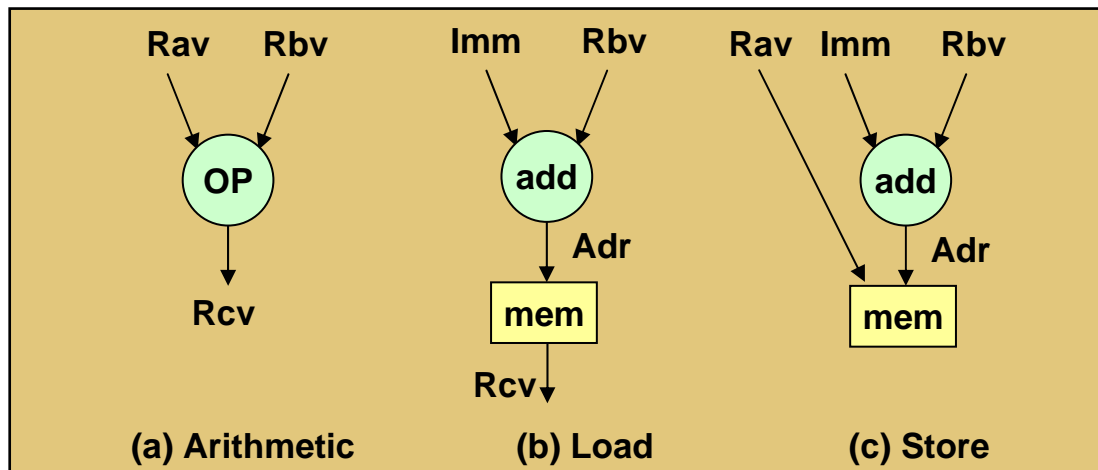 Rav Rbv Imm Rbv Rav Imm Rbv
OP add add
Adr Adr
Rcv mem mem
Rcv
(a) Arithmetic (b) Load (c) Store